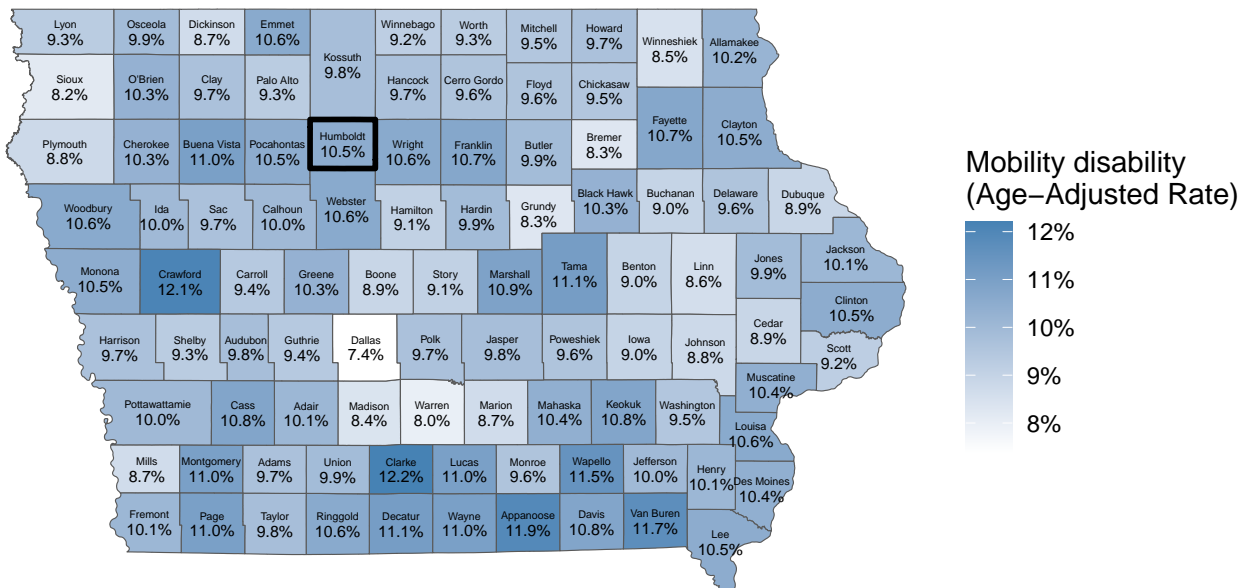 Lyon
9.3%
Osceola
9.9%
Dickinson
8.7%
Emmet
10.6%
Kossuth
9.8%
Winnebago
9.2%
Worth
9.3%
Mitchell
9.5%
Howard
9.7%
Winneshiek
8.5%
Allamakee
10.2%
Sioux
8.2%
O'Brien
10.3%
Clay
9.7%
Palo Alto
9.3%
Hancock
9.7%
Cerro Gordo
9.6%
Floyd
9.6%
Chickasaw
9.5%
Fayette
10.7%
Clayton
10.5%
Plymouth
8.8%
Cherokee
10.3%
Buena Vista
11.0%
Pocahontas
10.5%
Humboldt
10.5%
Wright
10.6%
Franklin
10.7%
Butler
9.9%
Bremer
8.3%
Woodbury
10.6%
Ida
10.0%
Sac
9.7%
Calhoun
10.0%
Webster
10.6%
Hamilton
9.1%
Hardin
9.9%
Grundy
8.3%
Black Hawk
10.3%
Buchanan
9.0%
Delaware
9.6%
Dubuque
8.9%
Monona
10.5%
Crawford
12.1%
Carroll
9.4%
Greene
10.3%
Boone
8.9%
Story
9.1%
Marshall
10.9%
Tama
11.1%
Benton
9.0%
Linn
8.6%
Jones
9.9%
Jackson
10.1%
Clinton
10.5%
Harrison
9.7%
Shelby
9.3%
Audubon
9.8%
Guthrie
9.4%
Dallas
7.4%
Polk
9.7%
Jasper
9.8%
Poweshiek
9.6%
Iowa
9.0%
Johnson
8.8%
Cedar
8.9%
Scott
9.2%
Muscatine
10.4%
Pottawattamie
10.0%
Cass
10.8%
Adair
10.1%
Madison
8.4%
Warren
8.0%
Marion
8.7%
Mahaska
10.4%
Keokuk
10.8%
Washington
9.5%
Louisa
10.6%
Mills
8.7%
Montgomery
11.0%
Adams
9.7%
Union
9.9%
Clarke
12.2%
Lucas
11.0%
Monroe
9.6%
Wapello
11.5%
Jefferson
10.0%
Henry
10.1%
Des Moines
10.4%
Fremont
10.1%
Page
11.0%
Taylor
9.8%
Ringgold
10.6%
Decatur
11.1%
Wayne
11.0%
Appanoose
11.9%
Davis
10.8%
Van Buren
11.7%
Lee
10.5%
Mobility disability
(Age−Adjusted Rate)
12%
11%
10%
9%
8%